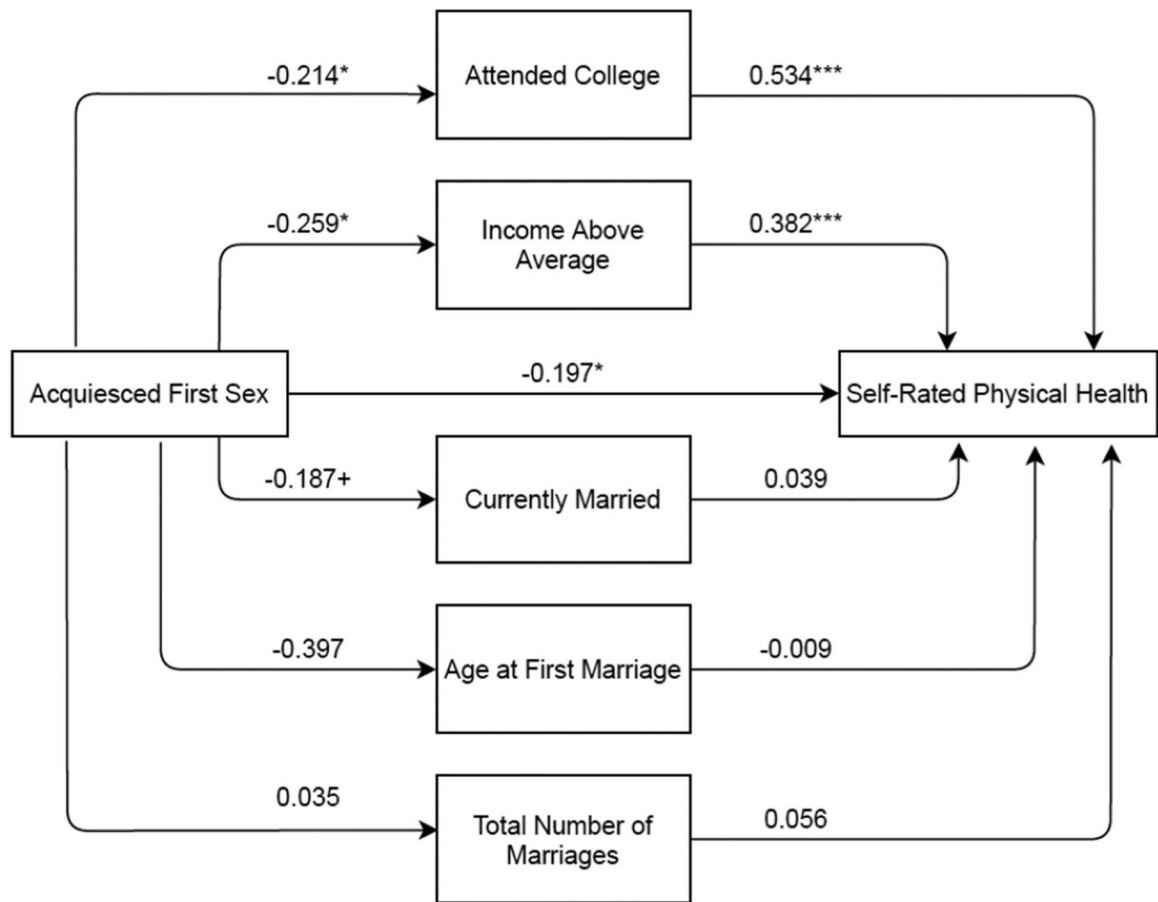 -0.214*
Attended College
0.534***
-0.259*
Income Above
Average
0.382***
Acquiesced First Sex
-0.197*
Self-Rated Physical Health
-0.187+
Currently Married
0.039
-0.397
Age at First Marriage
-0.009
0.035
Total Number of
Marriages
0.056